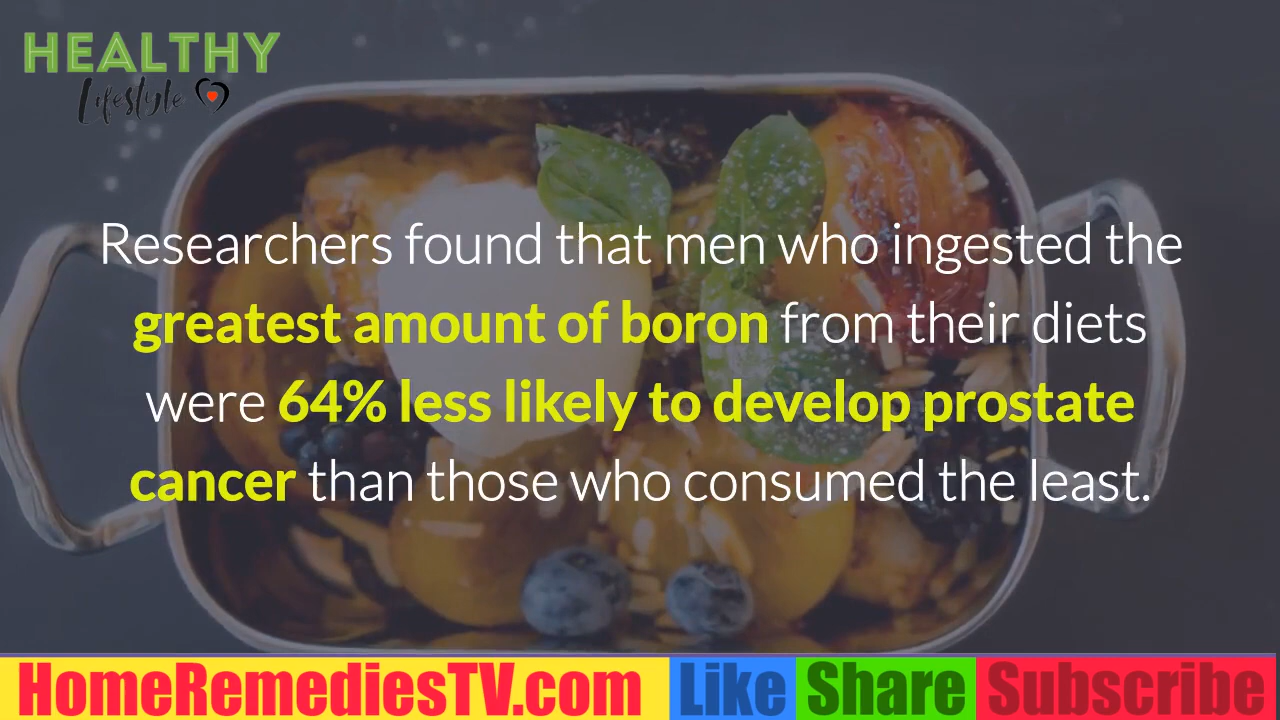 HEALTHY
Lifestyle
Researchers found that men who ingested the
greatest amount of boron from their diets
were 64% less likely to develop prostate
cancer than those who consumed the least.
HomeRemediesTV.com Like Share Subscribe